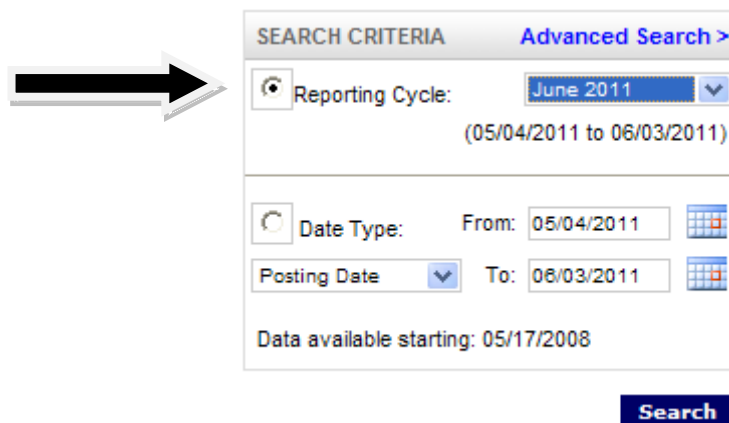 SEARCH CRITERIA Advanced Search >
Reporting Cycle: June 2011
(05/04/2011 to 06/03/2011)
Date Type: From: 05/04/2011
Posting Date To: 06/03/2011
Data available starting: 05/17/2008
Search